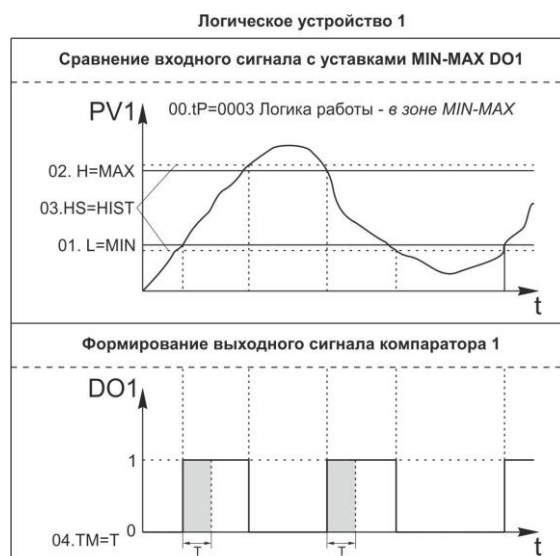 Логическое устройство 1
Сравнение входного сигнала с уставками MIN-MAX DO1
PV1
00.tP=0003 Логика работы - в зоне MIN-MAX
02. H=MAX
03.HS=HIST
01. L=MIN
t
Формирование выходного сигнала компаратора 1
DO1
1
0
04.TM=T
T
T
t